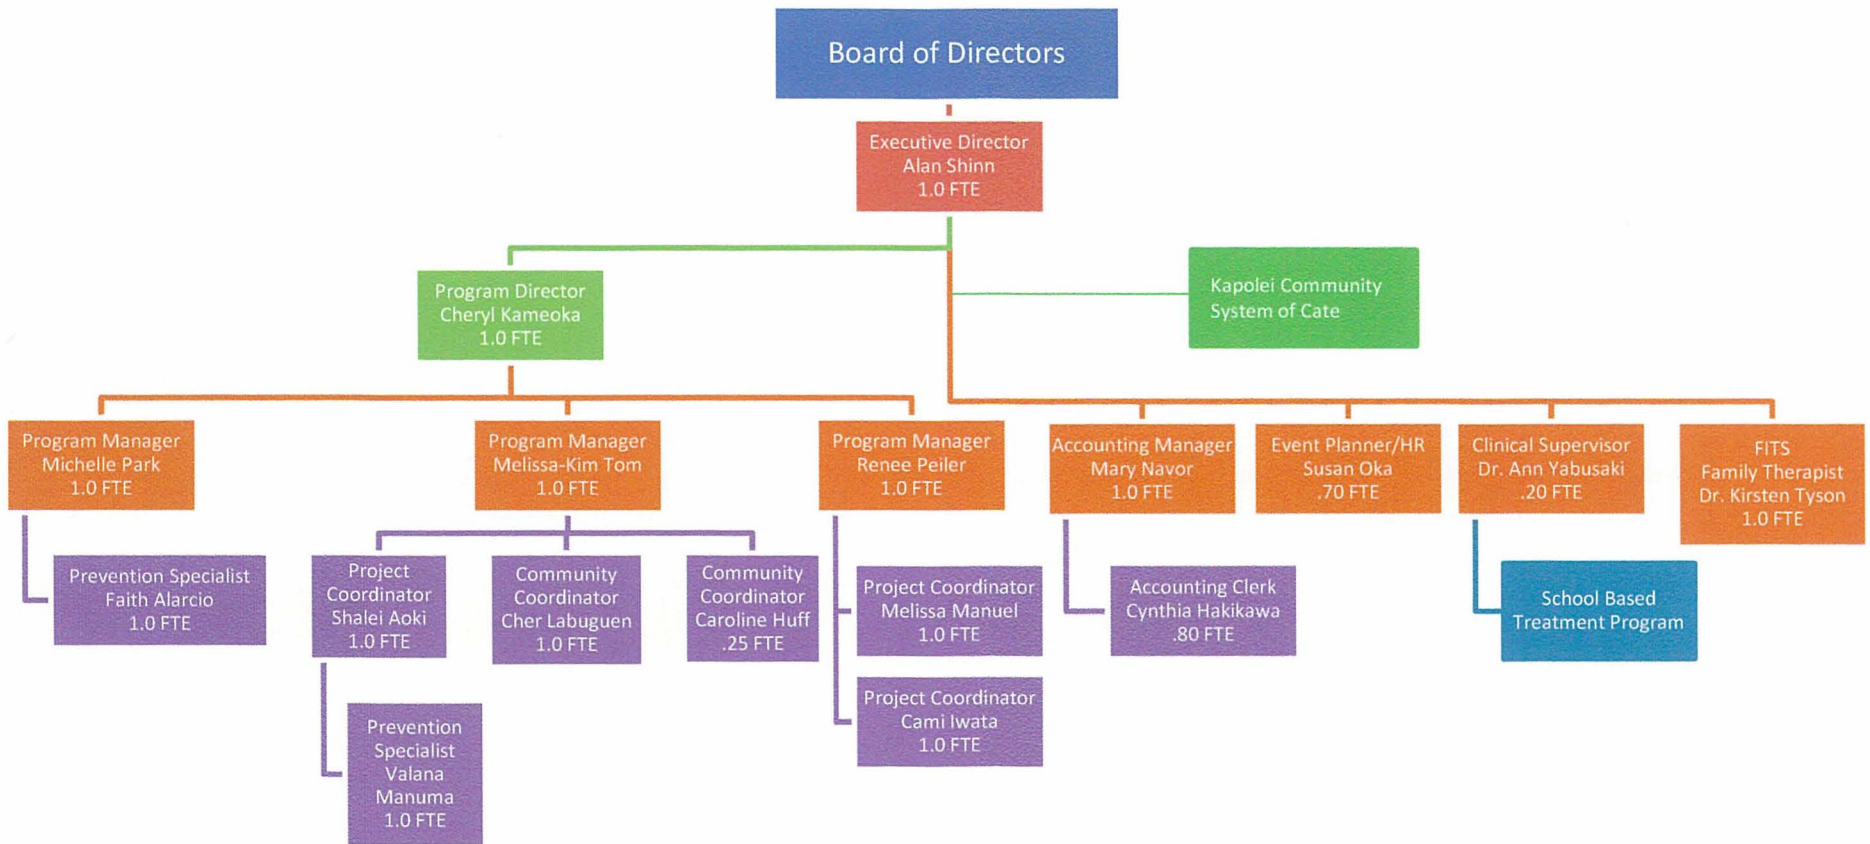 Board of Directors
Executive Director
Alan Shinn
1.0 FTE
Kapolei Community
System of Cate
Program Director
Cheryl Kameoka
1.0 FTE
Program Manager
Michelle Park
1.0 FTE
Program Manager
Melissa-Kim Tom
1.0 FTE
Program Manager
Renee Peiler
1.0 FTE
Accounting Manager
Mary Navor
1.0 FTE
Event Planner/HR
Susan Oka
.70 FTE
Clinical Supervisor
Dr. Ann Yabusaki
.20 FTE
FITS
Family Therapist
Dr. Kirsten Tyson
1.0 FTE
Prevention Specialist
Faith Alarcio
1.0 FTE
Project
Coordinator
Shalei Aoki
1.0 FTE
Community
Coordinator
Cher Labuguen
1.0 FTE
Community
Coordinator
Caroline Huff
.25 FTE
Project Coordinator
Melissa Manuel
1.0 FTE
Accounting Clerk
Cynthia Hakikawa
.80 FTE
School Based
Treatment Program
Project Coordinator
Cami Iwata
1.0 FTE
Prevention
Specialist
Valana
Manuma
1.0 FTE